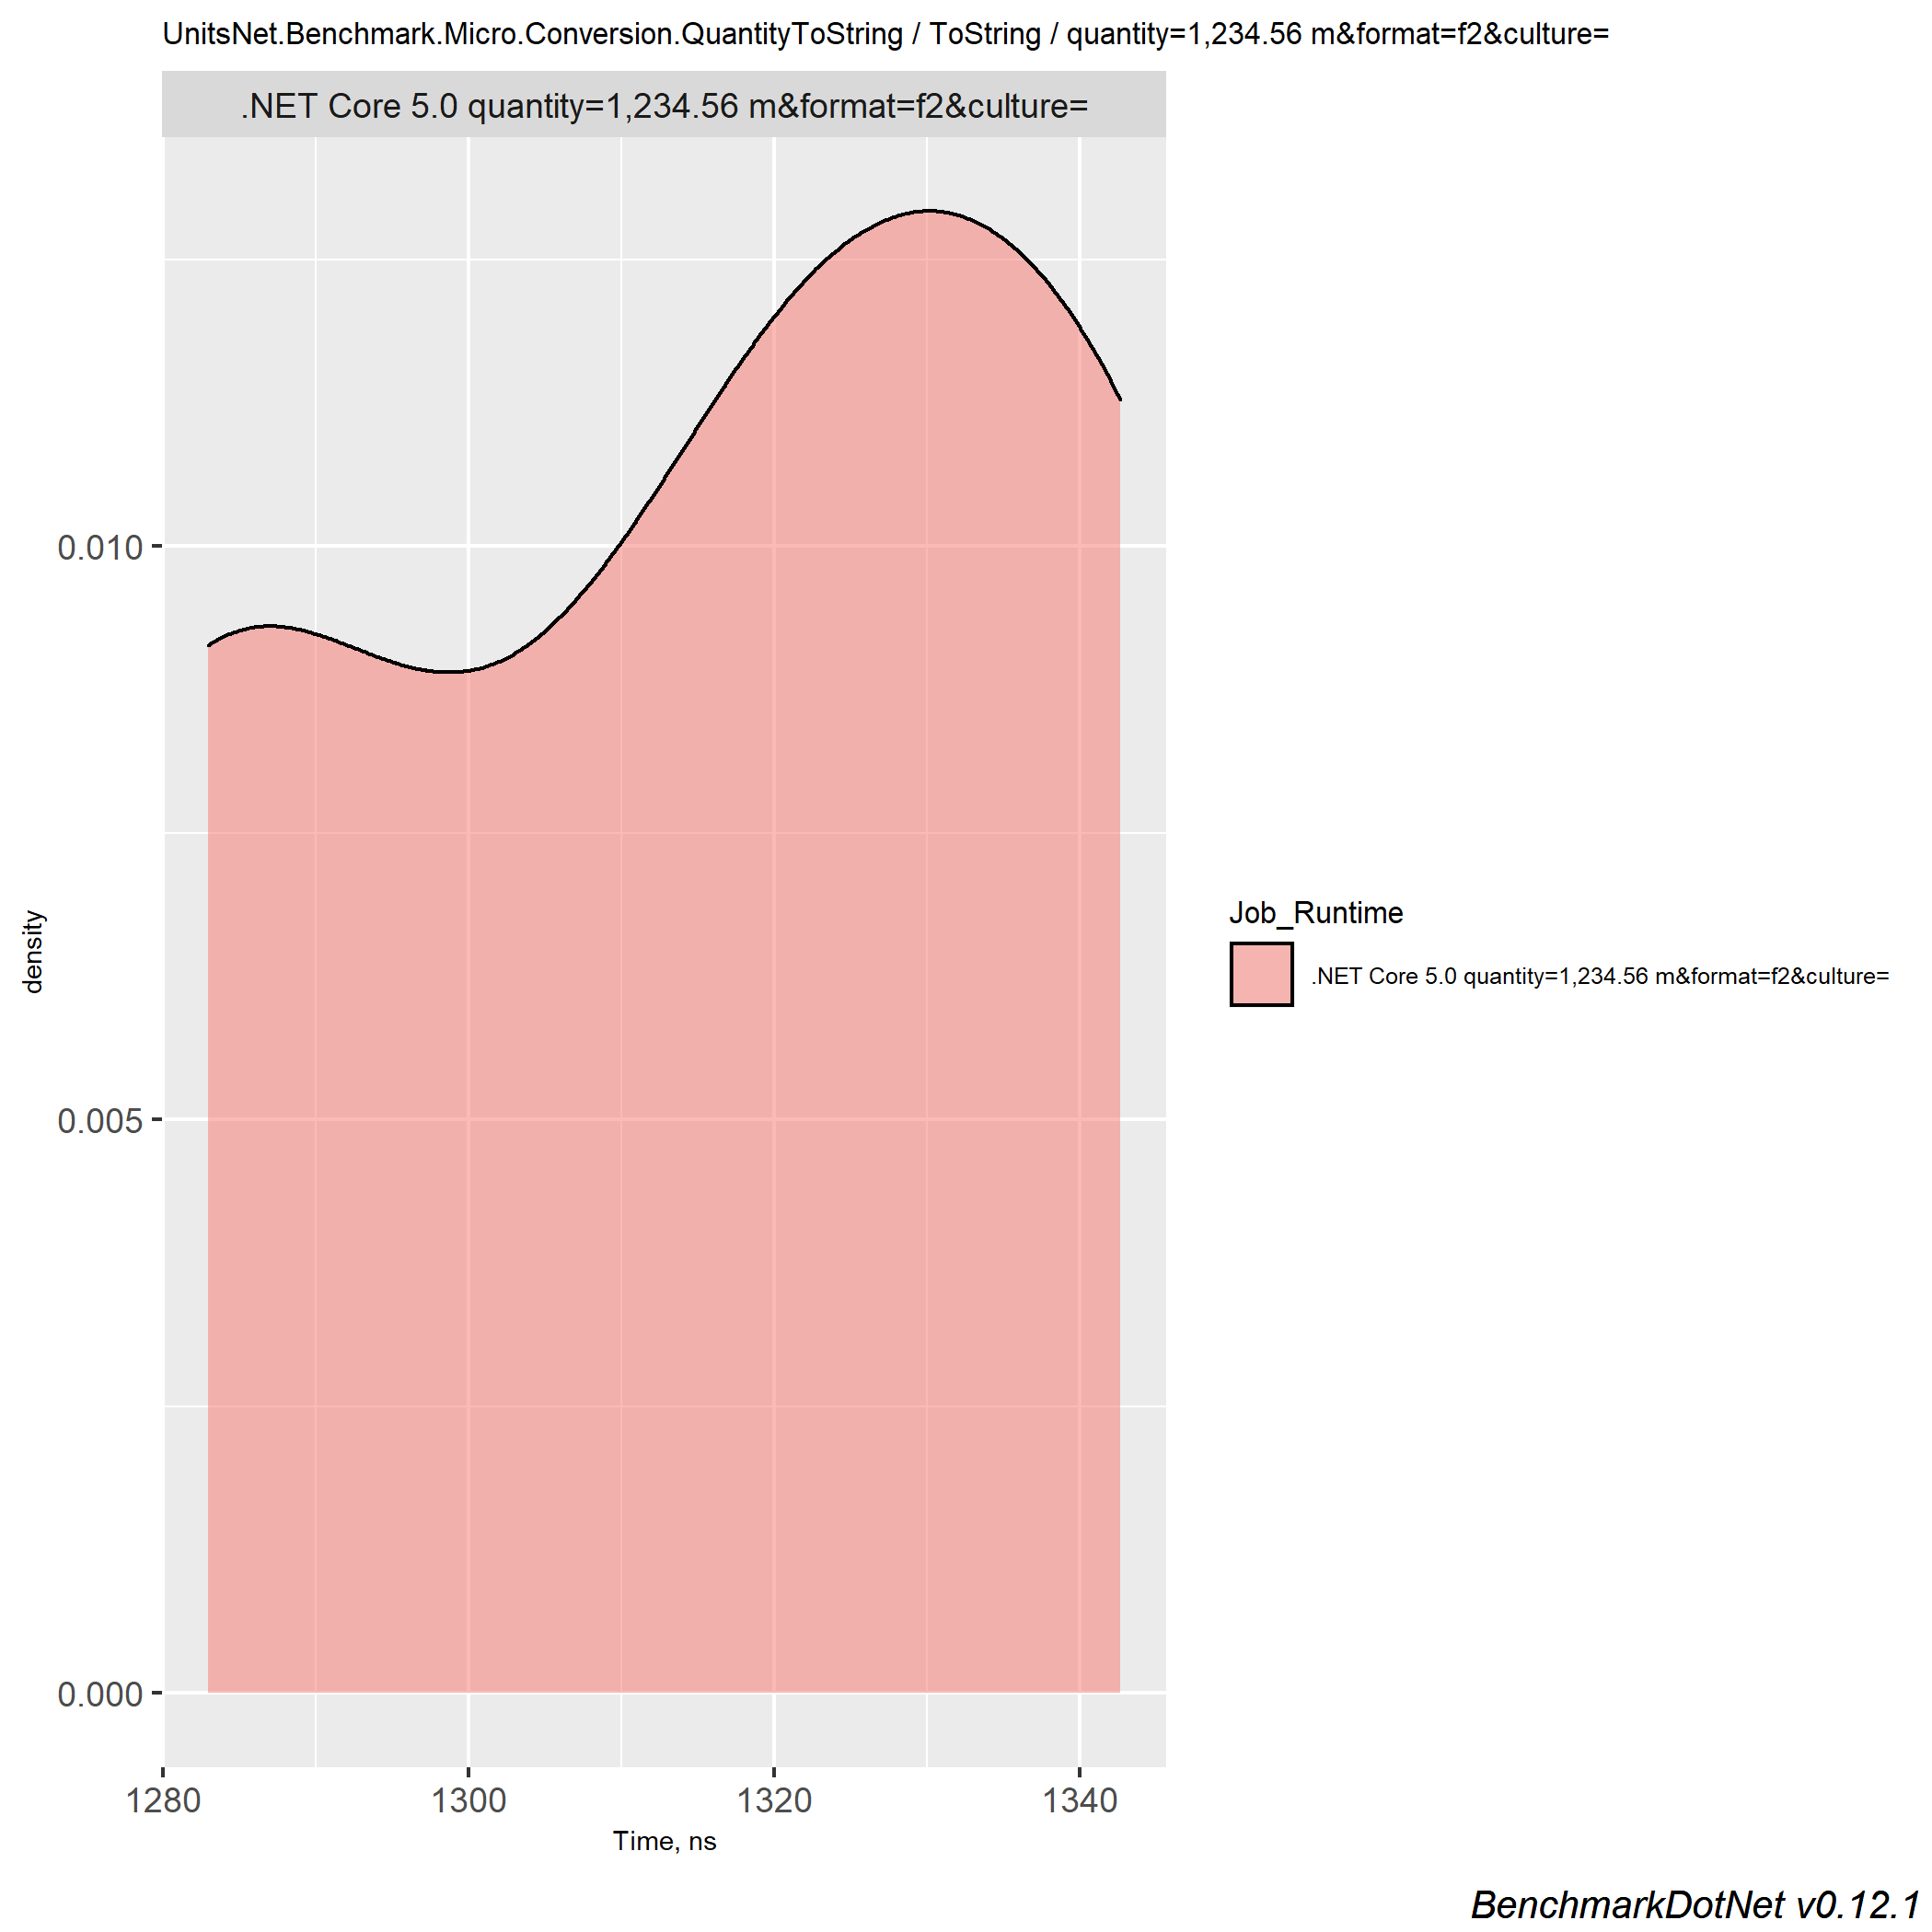 UnitsNet.Benchmark.Micro.Conversion.QuantityToString / ToString / quantity=1,234.56 m&format=f2&culture=
.NET Core 5.0 quantity=1,234.56 m&format=f2&culture=
0.010
0.005
0.000
density
1280 1300 1320 1340
Time, ns
Job_Runtime
.NET Core 5.0 quantity=1,234.56 m&format=f2&culture=
BenchmarkDotNet v0.12.1